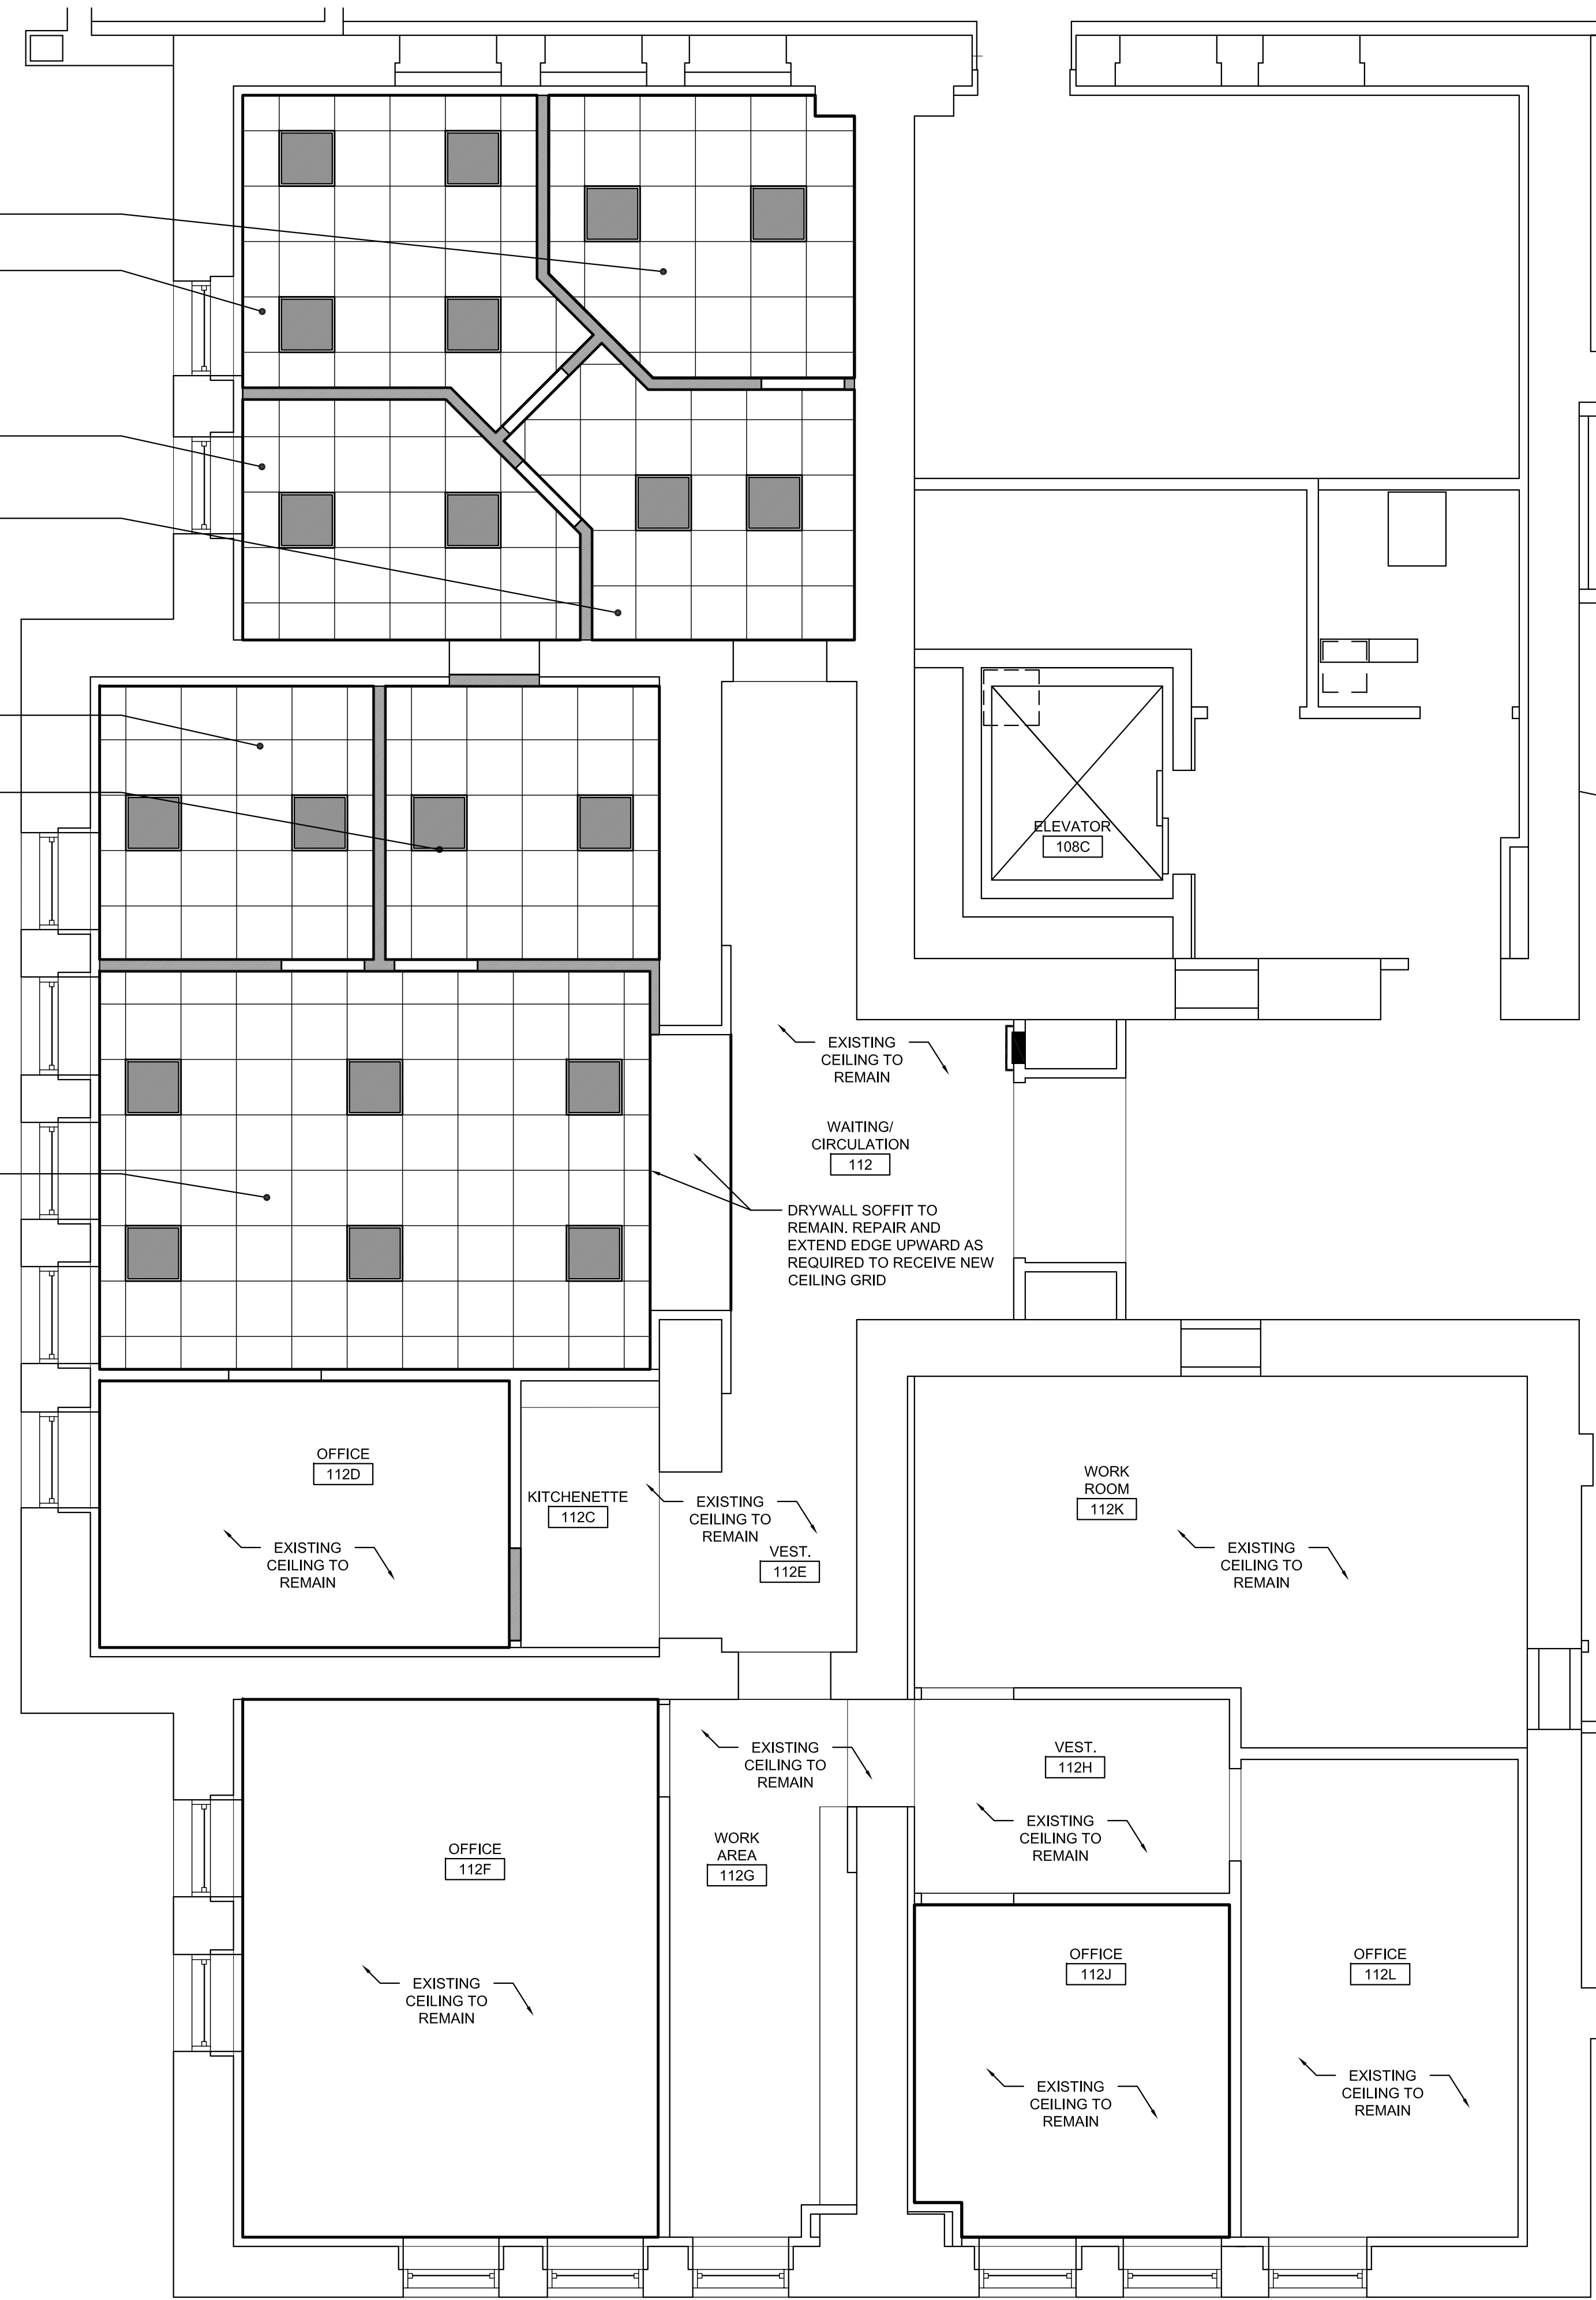 ELEVATOR
108C
EXISTING
CEILING TO
REMAIN
WAITING/
CIRCULATION
112
DRYWALL SOFFIT TO
REMAIN. REPAIR AND
EXTEND EDGE UPWARD AS
REQUIRED TO RECEIVE NEW
CEILING GRID
OFFICE
112D
EXISTING
CEILING TO
REMAIN
KITCHENETTE
112C
EXISTING
CEILING TO
REMAIN
VEST.
112E
WORK
ROOM
112K
EXISTING
CEILING TO
REMAIN
EXISTING
CEILING TO
REMAIN
VEST.
112H
EXISTING
CEILING TO
REMAIN
OFFICE
112F
WORK
AREA
112G
EXISTING
CEILING TO
REMAIN
OFFICE
112J
EXISTING
CEILING TO
REMAIN
OFFICE
112L
EXISTING
CEILING TO
REMAIN